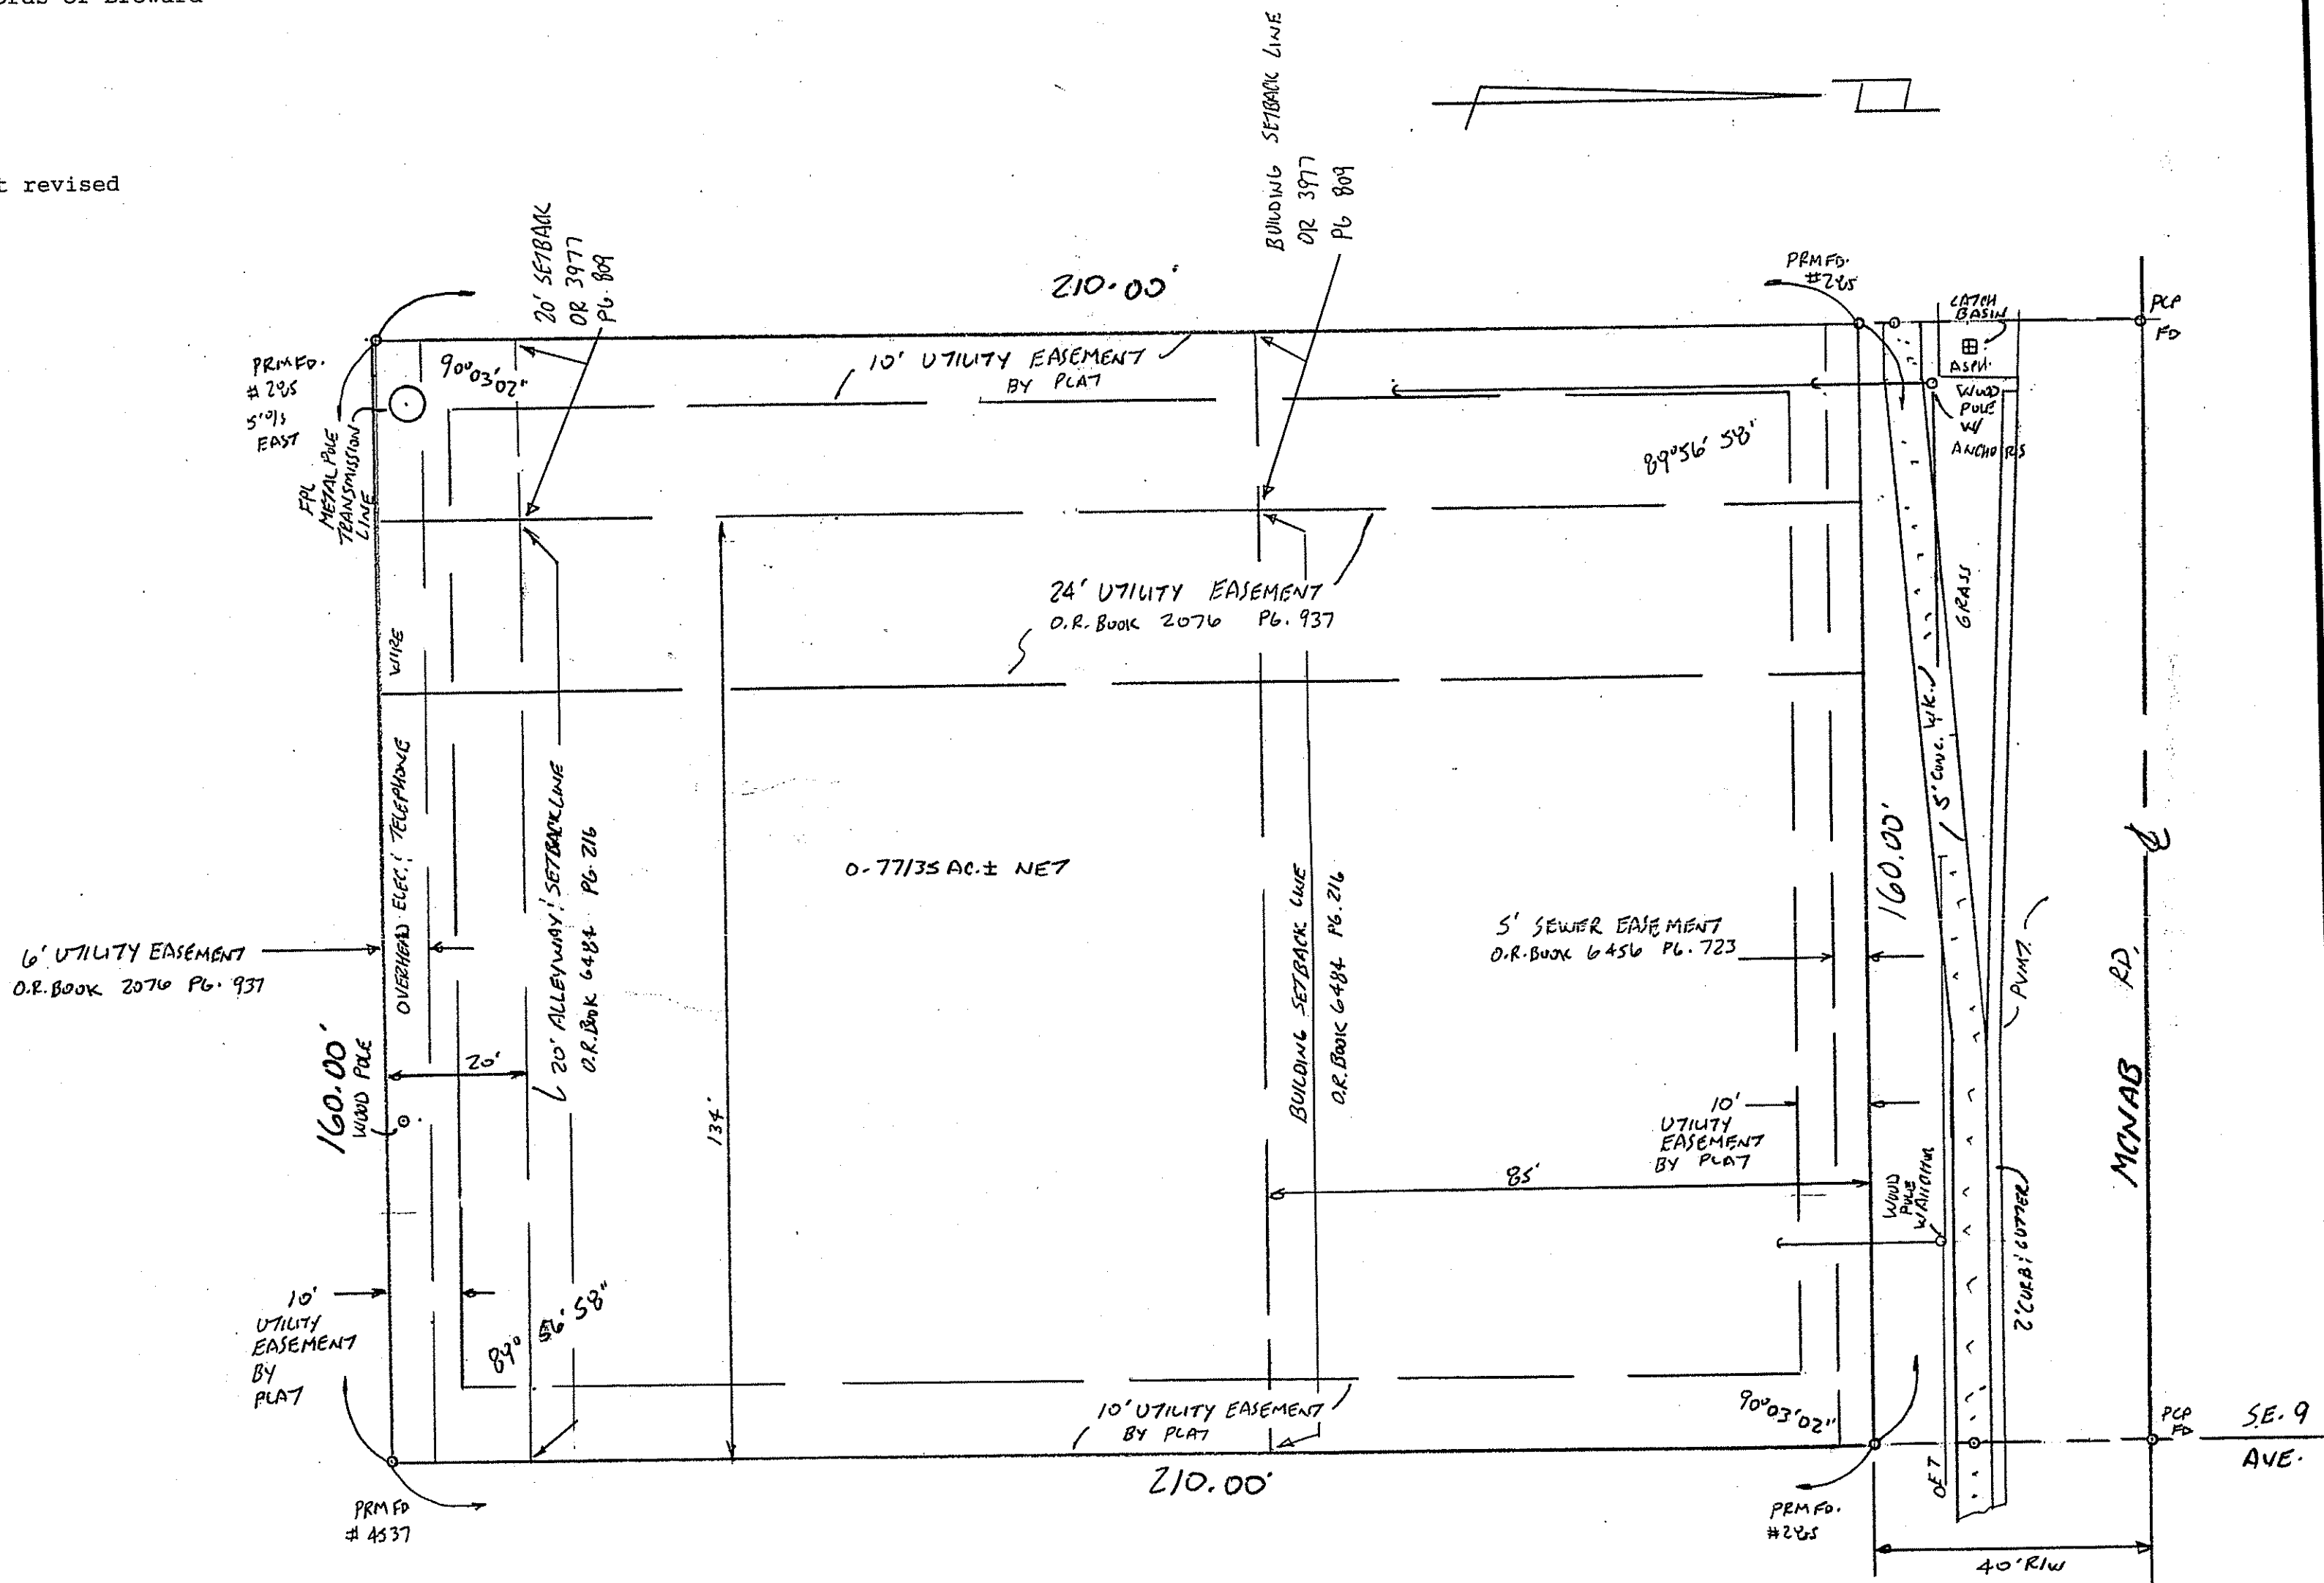 ords of Broward
t revised
20' SETBACK
OR 3977
PG. 809
BUILDING SETBACK LINE
OR 3977
PG 809
210.00'
PRM FD.
#285
CATCH
BASIN
ASPH.
PCP
FD
WOOD
POLE
W/
ANCHORS
PRM FD.
#285
5' O/S
EAST
90°03'02"
10' UTILITY EASEMENT
BY PLAT
89°56'58"
FPL
METAL POLE
TRANSMISSION
LINE
24' UTILITY EASEMENT
O.R. BOOK 2076 PG. 937
GRASS
5' CONC. WK.
WIRE
OVERHEAD ELEC. & TELEPHONE
20' ALLEYWAY & SETBACK LINE
O.R. BOOK 6484 PG. 216
0.77135 AC.± NET
BUILDING SETBACK LINE
O.R. BOOK 6484 PG. 216
5' SEWER EASEMENT
O.R. BOOK 6456 PG. 723
160.00'
PVMT.
MCNAB RD.
6' UTILITY EASEMENT
O.R. BOOK 2076 PG. 937
160.00'
WOOD POLE
20'
134'
10'
UTILITY
EASEMENT
BY PLAT
85'
WOOD
POLE
W/ANCHOR
2' CURB & GUTTER
10'
UTILITY
EASEMENT
BY
PLAT
89° 56' 58"
10' UTILITY EASEMENT
BY PLAT
90°03'02"
PCP
FD
S.E. 9
AVE.
210.00'
OET
PRM FD
# 4537
PRM FD.
#285
40' R/W